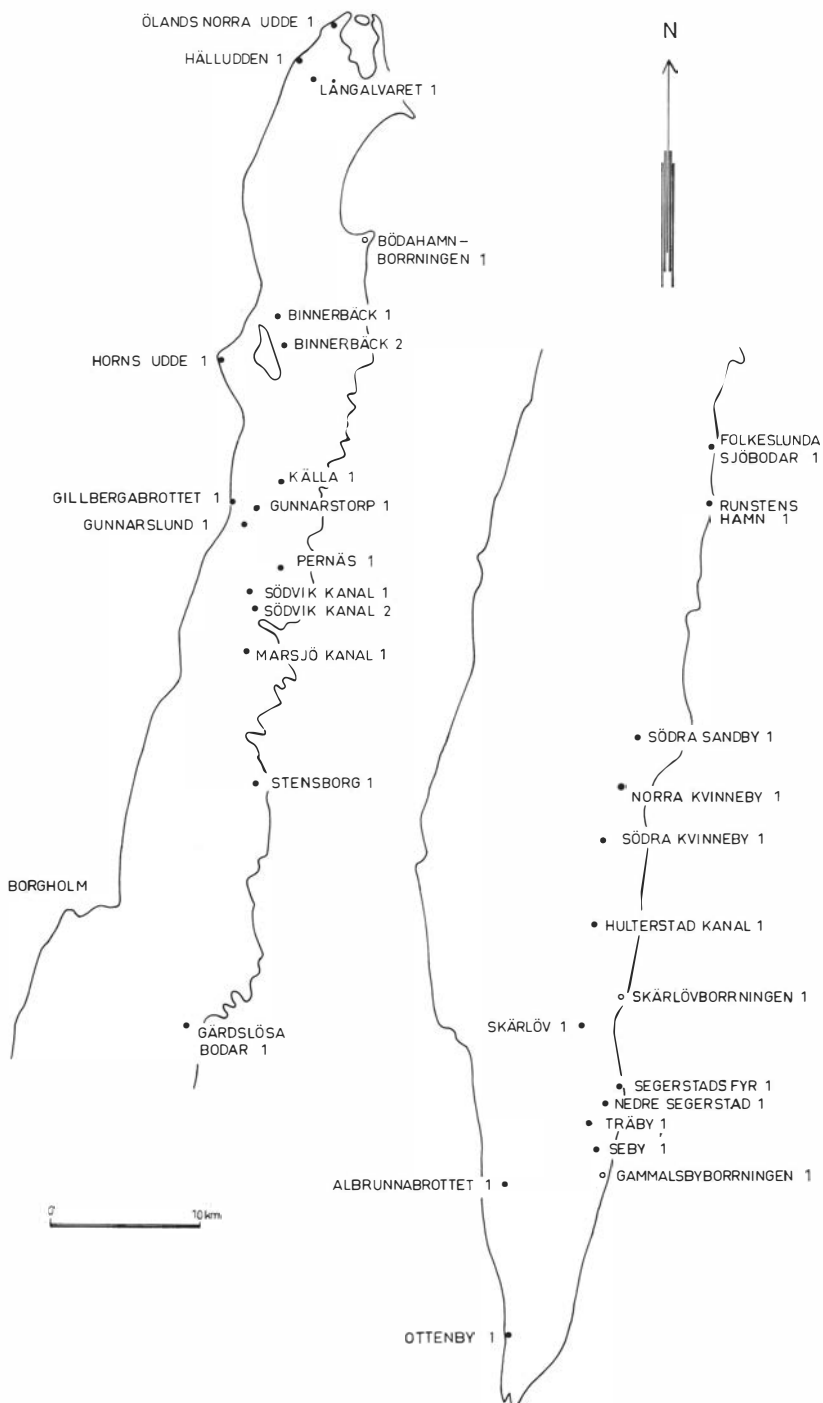 ÖLANDS NORRA UDDE 1
N
HÄLLUDDEN 1
LÅNGALVARET 1
BÖDAHAMN–
BORRNINGEN 1
BINNERBÄCK 1
BINNERBÄCK 2
HORNS UDDE 1
FOLKESLUNDA
SJÖBODAR 1
KÄLLA 1
GILLBERGABROTTET 1
GUNNARSTORP 1
RUNSTENS
HAMN 1
GUNNARSLUND 1
PERNÄS 1
SÖDVIK KANAL 1
SÖDVIK KANAL 2
MARSJÖ KANAL 1
SÖDRA SANDBY 1
STENSBORG 1
NORRA KVINNEBY 1
SÖDRA KVINNEBY 1
BORGHOLM
HULTERSTAD KANAL 1
SKÄRLÖVBORRNINGEN 1
SKÄRLÖV 1
GÄRDSLÖSA
BODAR 1
SEGERSTADS FYR 1
NEDRE SEGERSTAD 1
TRÄBY 1
SEBY 1
GAMMALSBYBORRNINGEN 1
ALBRUNNABROTTET 1
0 10 km
OTTENBY 1